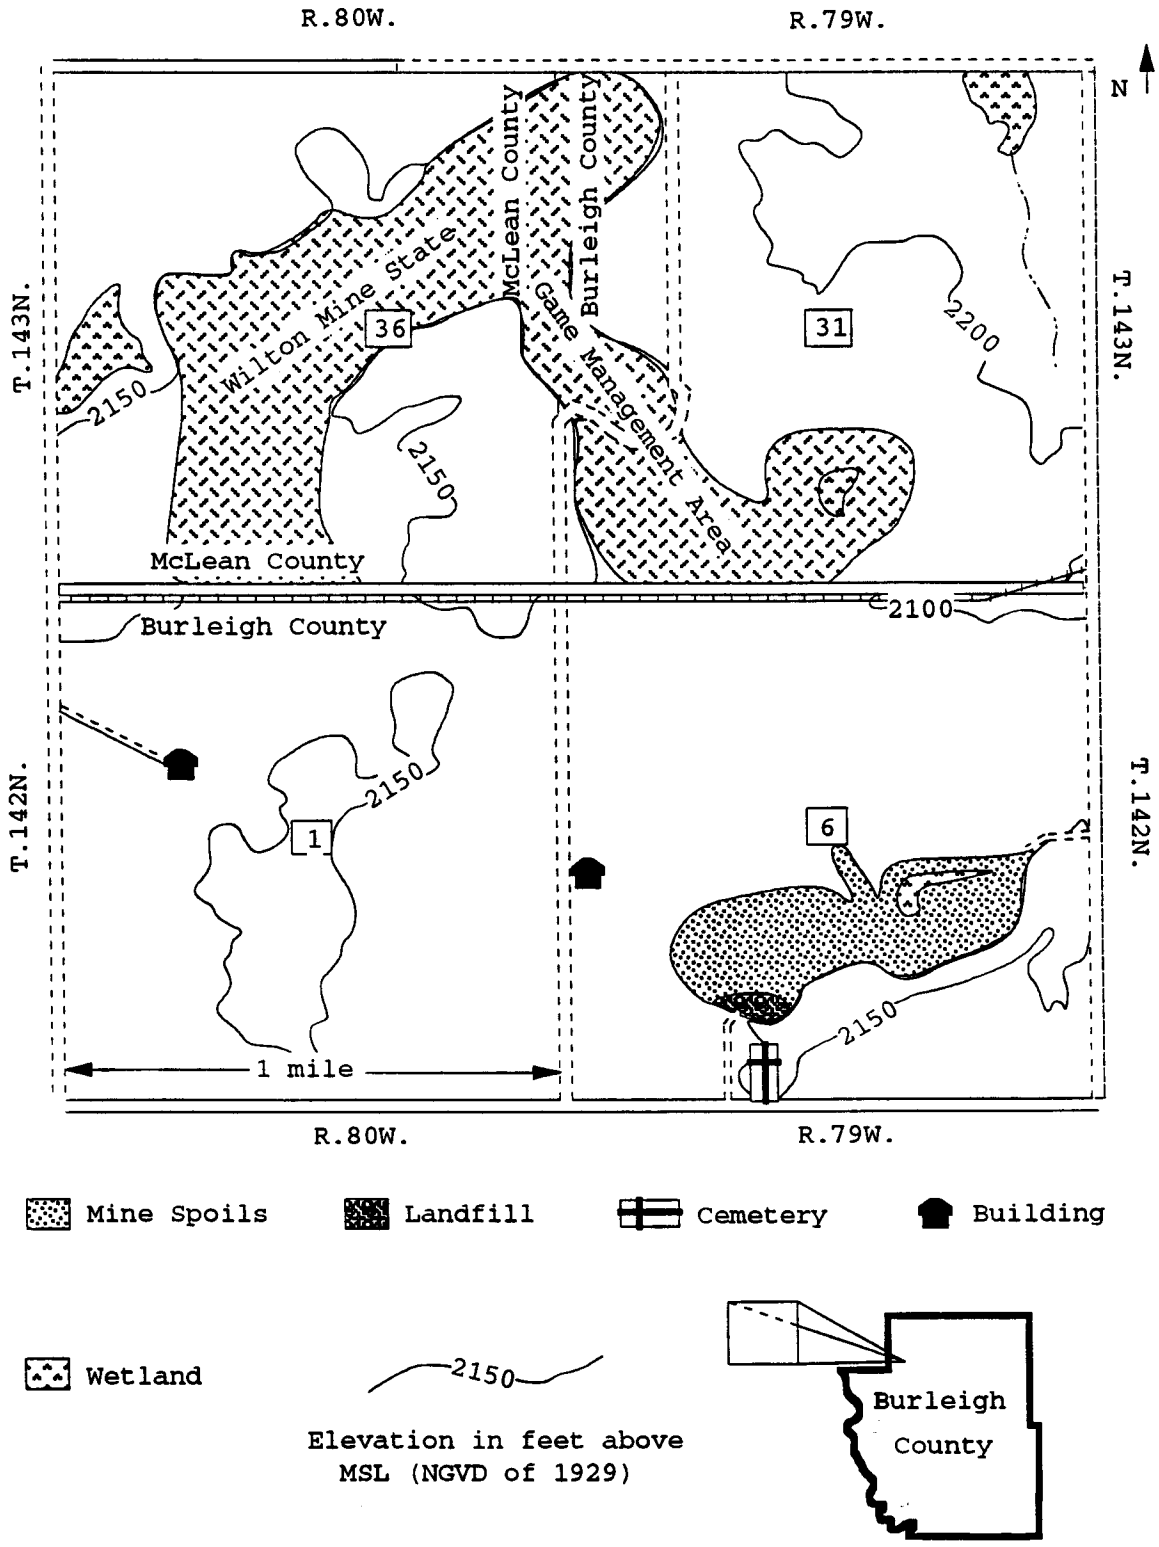 R.80W.
R.79W.
N
McLean County
Burleigh County
T.143N.
T.143N.
Wilton Mine State
Game Management Area
36
31
2200
2150
2150
McLean County
2100
Burleigh County
2150
T.142N.
T.142N.
1
6
2150
1 mile
R.80W.
R.79W.
Mine Spoils
Landfill
Cemetery
Building
Wetland
2150
Elevation in feet above
MSL (NGVD of 1929)
Burleigh
County